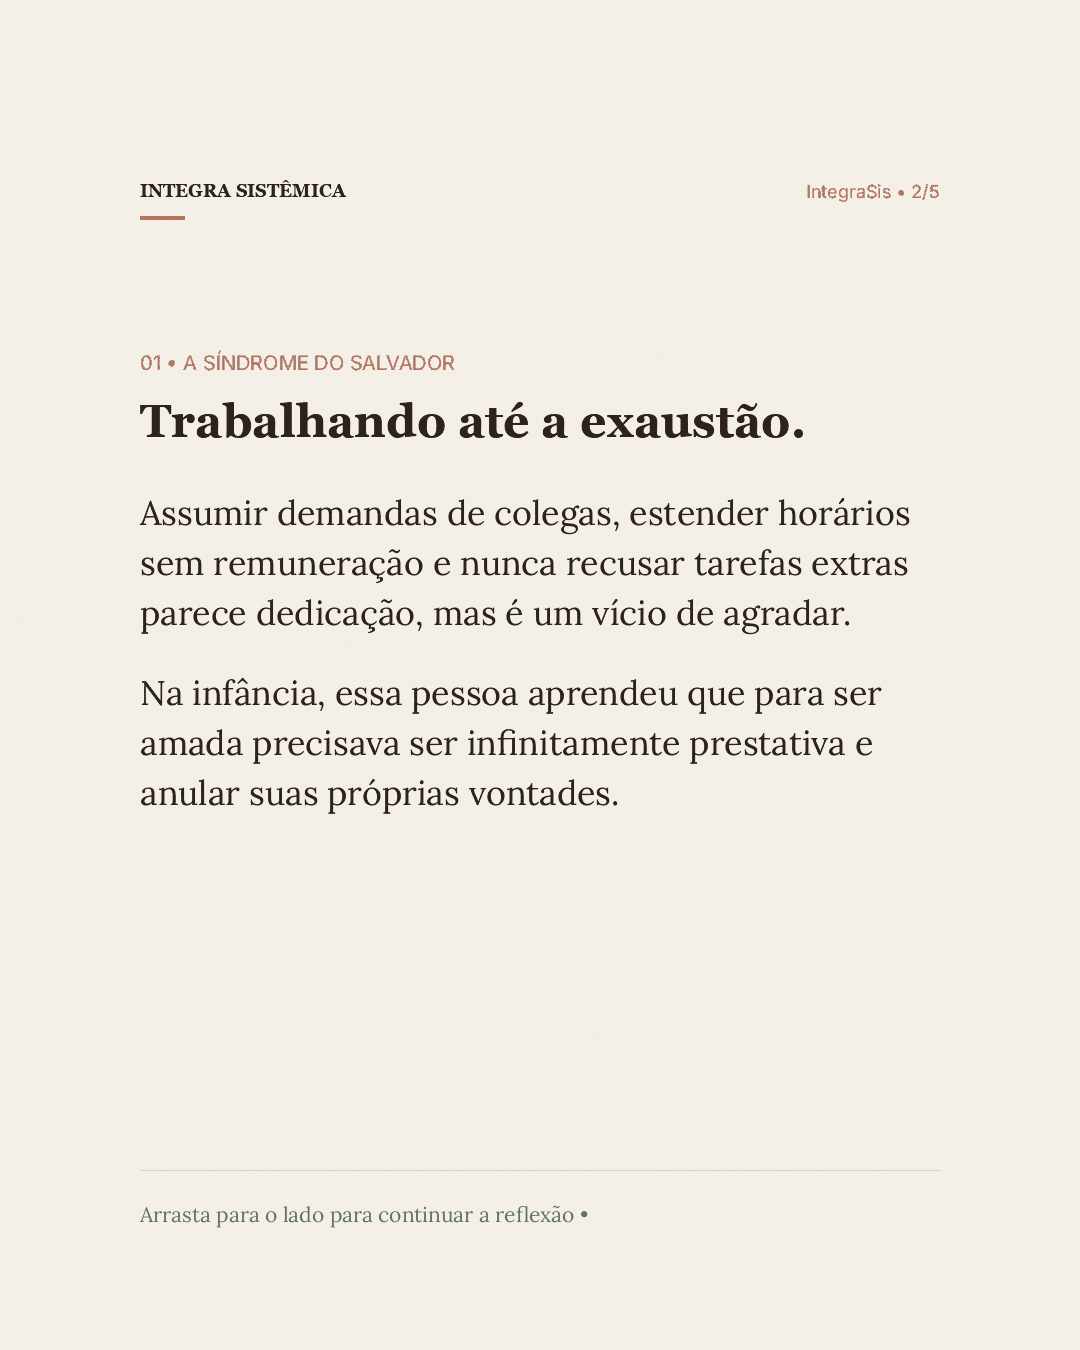 INTEGRA SISTÊMICA
IntegraSis • 2/5
01 • A SÍNDROME DO SALVADOR
Trabalhando até a exaustão.
Assumir demandas de colegas, estender horários
sem remuneração e nunca recusar tarefas extras
parece dedicação, mas é um vício de agradar.
Na infância, essa pessoa aprendeu que para ser
amada precisava ser infinitamente prestativa e
anular suas próprias vontades.
Arrasta para o lado para continuar a reflexão •